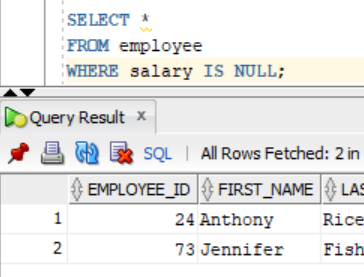 SELECT *
FROM employee
WHERE salary IS NULL;
Query Result x
SQL | All Rows Fetched: 2 in
EMPLOYEE_ID FIRST_NAME LAS
1 24 Anthony Rice
2 73 Jennifer Fish